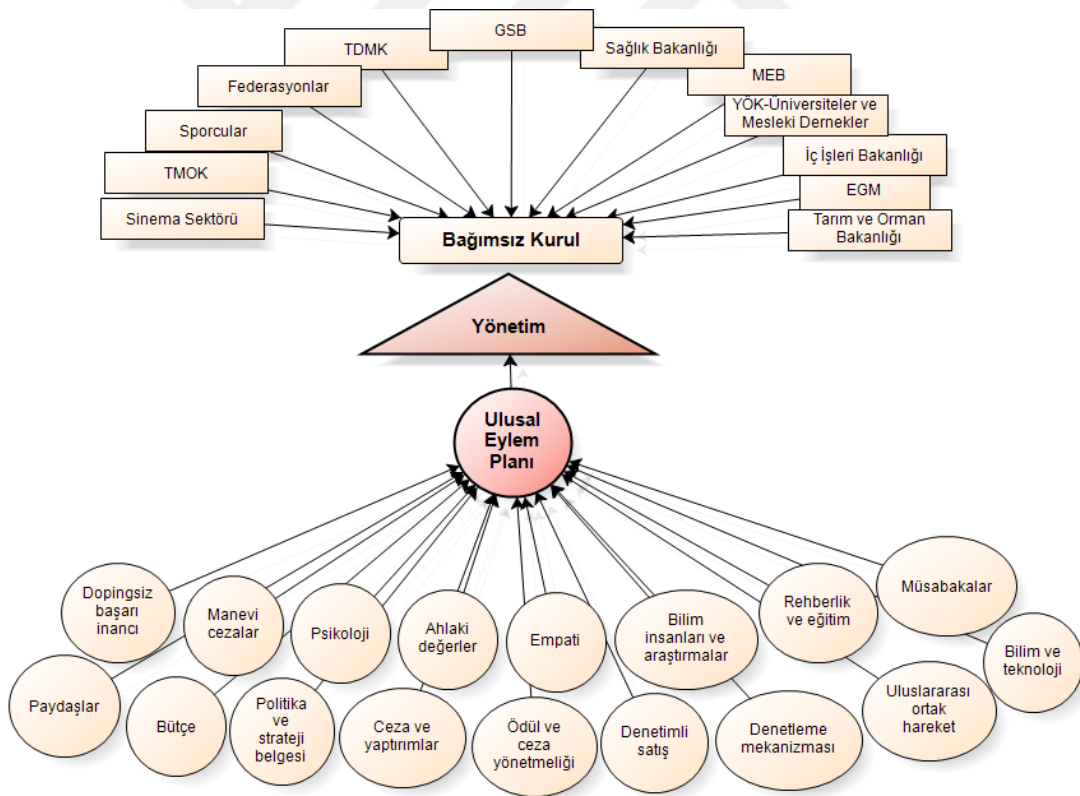 GSB
TDMK
Sağlık Bakanlığı
Federasyonlar
MEB
YÖK-Üniversiteler ve
Mesleki Dernekler
Sporcular
İç İşleri Bakanlığı
TMOK
EGM
Sinema Sektörü
Tarım ve Orman
Bakanlığı
Bağımsız Kurul
Yönetim
Ulusal
Eylem
Planı
Dopingsiz
başarı
inancı
Manevi
cezalar
Psikoloji
Ahlaki
değerler
Empati
Bilim
insanları ve
araştırmalar
Rehberlik
ve eğitim
Müsabakalar
Bilim ve
teknoloji
Paydaşlar
Bütçe
Politika
ve
strateji
belgesi
Ceza ve
yaptırımlar
Ödül ve
ceza
yönetmeliği
Denetimli
satış
Denetleme
mekanizması
Uluslararası
ortak
hareket